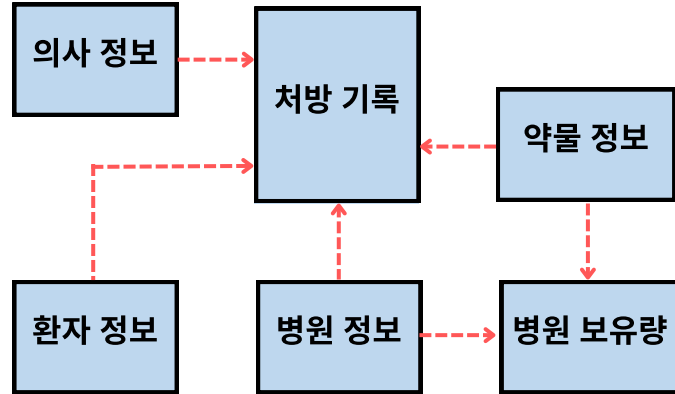 의사 정보
처방 기록
약물 정보
환자 정보
병원 정보
병원 보유량